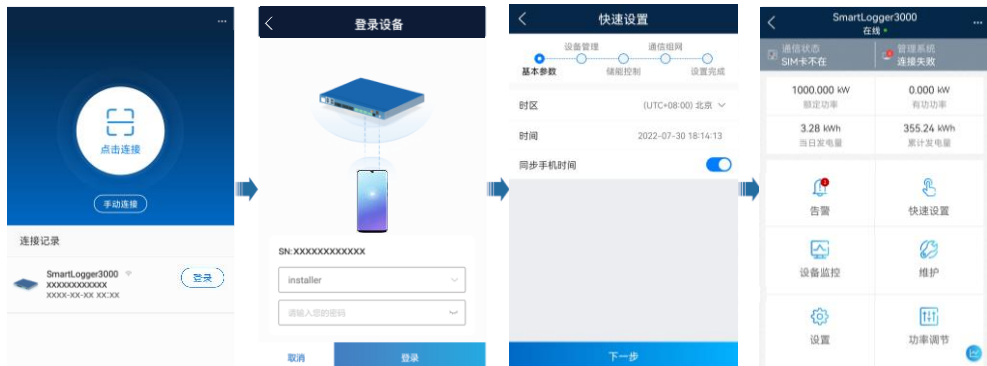 点击连接
手动连接
连接记录
SmartLogger3000
XXXXXXXXXXXX
XXXX-XX-XX XX:XX
登录
登录设备
SN:XXXXXXXXXXXX
installer
请输入您的密码
取消
登录
快速设置
设备管理
通信组网
基本参数
储能控制
设置完成
时区
(UTC+08:00) 北京
时间
2022-07-30 18:14:13
同步手机时间
下一步
SmartLogger3000
在线
通信状态
SIM卡不在
管理系统
连接失败
1000.000 kW
额定功率
0.000 kW
有功功率
3.28 kWh
当日发电量
355.24 kWh
累计发电量
告警
快速设置
设备监控
维护
设置
功率调节